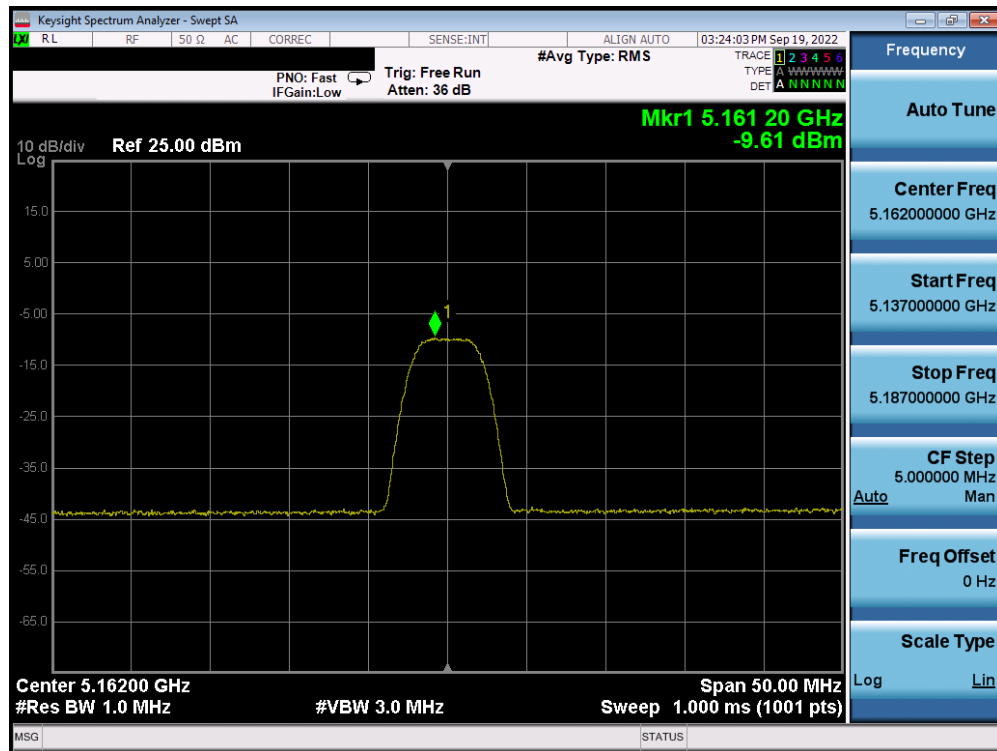 Keysight Spectrum Analyzer - Swept SA
LXI RL RF 50 Ω AC CORREC SENSE:INT ALIGN AUTO 03:24:03 PM Sep 19, 2022
#Avg Type: RMS
TRACE 1 2 3 4 5 6
TYPE A WWWWW
DET A N N N N N
PNO: Fast
IFGain:Low
Trig: Free Run
Atten: 36 dB
Mkr1 5.161 20 GHz
-9.61 dBm
10 dB/div
Log
Ref 25.00 dBm
15.0
5.00
-5.00
-15.0
-25.0
-35.0
-45.0
-55.0
-65.0
1
Center 5.16200 GHz
Span 50.00 MHz
#Res BW 1.0 MHz
#VBW 3.0 MHz
Sweep 1.000 ms (1001 pts)
MSG
STATUS
Frequency
Auto Tune
Center Freq
5.162000000 GHz
Start Freq
5.137000000 GHz
Stop Freq
5.187000000 GHz
CF Step
5.000000 MHz
Auto Man
Freq Offset
0 Hz
Scale Type
Log Lin